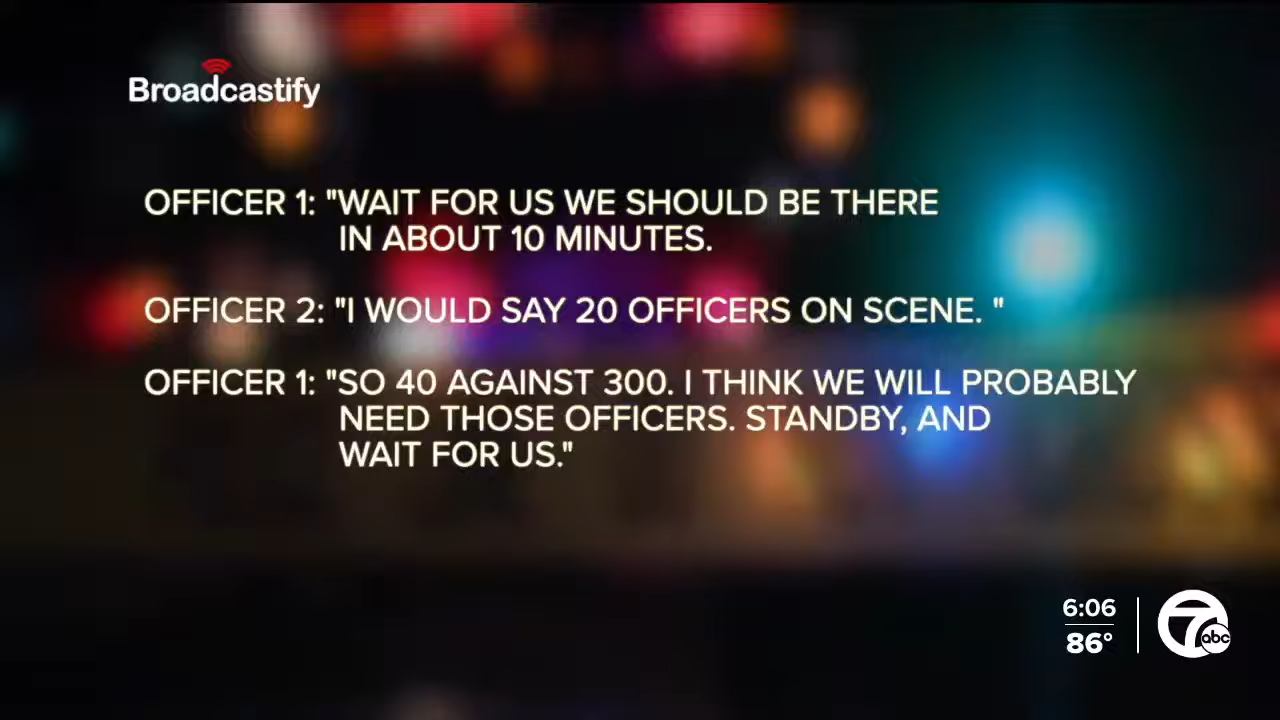 Broadcastify
OFFICER 1: "WAIT FOR US WE SHOULD BE THERE
IN ABOUT 10 MINUTES.
OFFICER 2: "I WOULD SAY 20 OFFICERS ON SCENE. "
OFFICER 1: "SO 40 AGAINST 300. I THINK WE WILL PROBABLY
NEED THOSE OFFICERS. STANDBY, AND
WAIT FOR US."
6:06
86°
7
abc